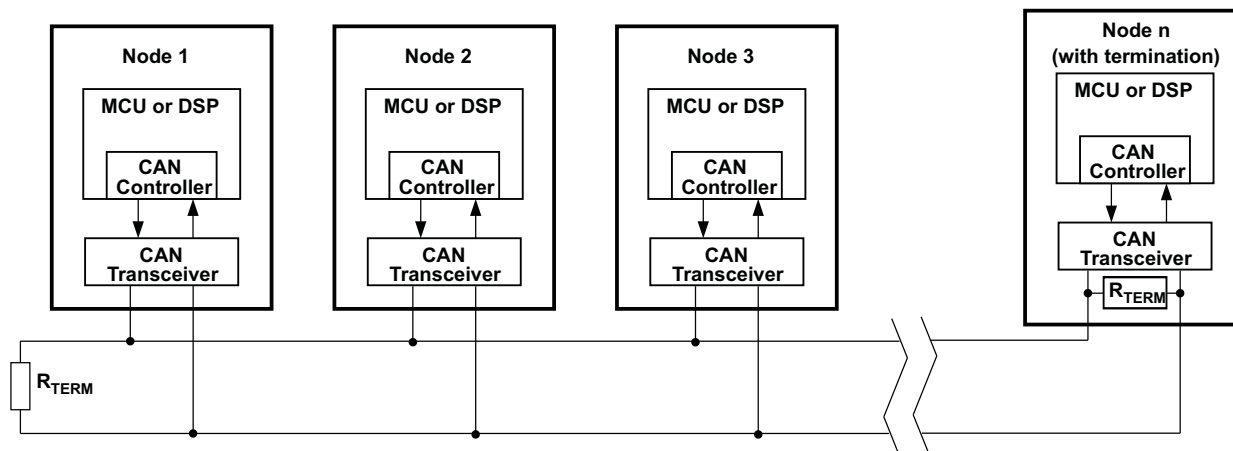 Node 1
MCU or DSP
CAN
Controller
CAN
Transceiver
Node 2
MCU or DSP
CAN
Controller
CAN
Transceiver
Node 3
MCU or DSP
CAN
Controller
CAN
Transceiver
Node n
(with termination)
MCU or DSP
CAN
Controller
CAN
Transceiver
RTERM
RTERM